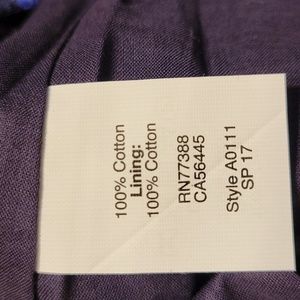 100% Cotton
Lining:
100% Cotton
RN77388
CA56445
Style A0111
SP 17